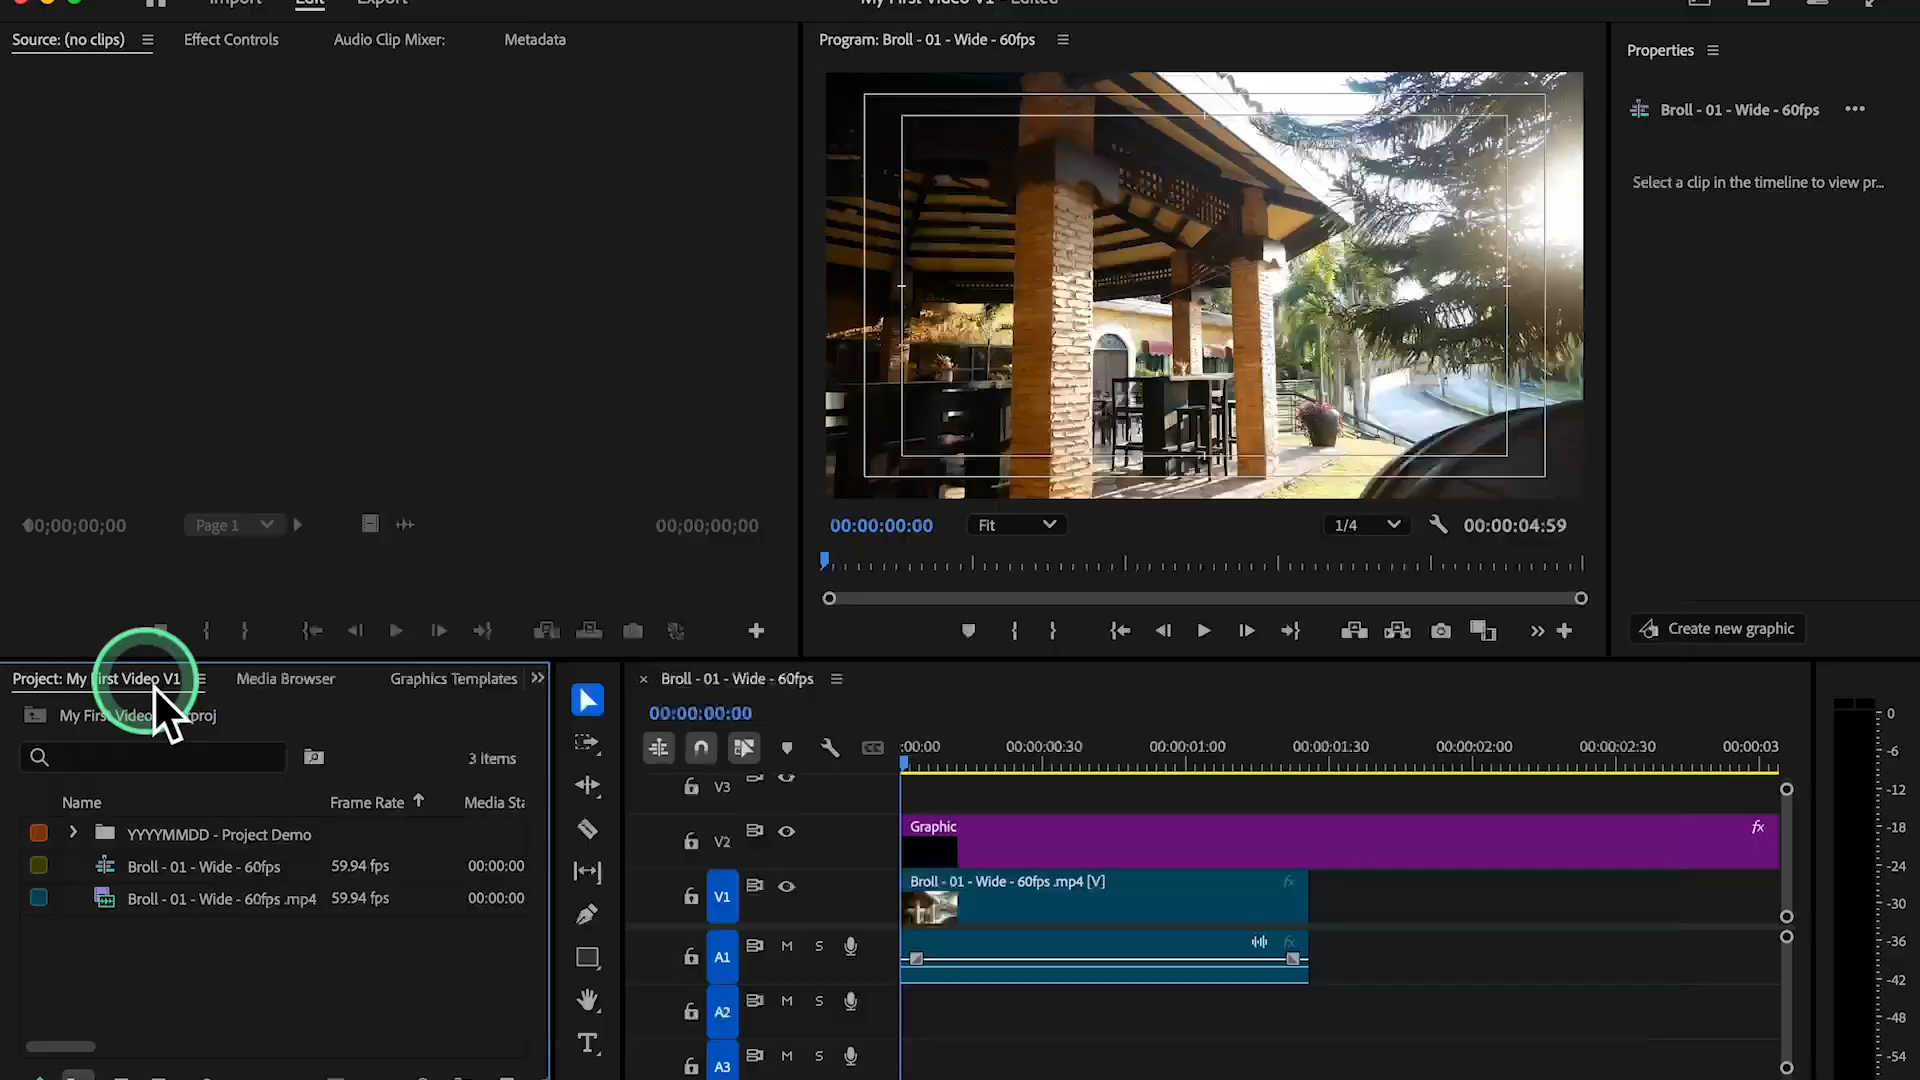 Import
Edit
Export
My First Video V1 - Edited
Source: (no clips)
Effect Controls
Audio Clip Mixer:
Metadata
Program: Broll - 01 - Wide - 60fps
Properties
Broll - 01 - Wide - 60fps
Select a clip in the timeline to view pr...
00;00;00;00
Page 1
00;00;00;00
00:00:00:00
Fit
1/4
00:00:04:59
Create new graphic
Project: My First Video V1
Media Browser
Graphics Templates
Broll - 01 - Wide - 60fps
My First Video proj
00:00:00:00
3 Items
:00:00
00:00:00:30
00:00:01:00
00:00:01:30
00:00:02:00
00:00:02:30
00:00:03
Name
Frame Rate
Media Sta
YYYYMMDD - Project Demo
Broll - 01 - Wide - 60fps
59.94 fps
00:00:00
Broll - 01 - Wide - 60fps .mp4
59.94 fps
00:00:00
V3
V2
Graphic
fx
V1
Broll - 01 - Wide - 60fps .mp4 [V]
fx
A1
M
S
fx
A2
M
S
A3
M
S
0
-6
-12
-18
-24
-30
-36
-42
-48
-54